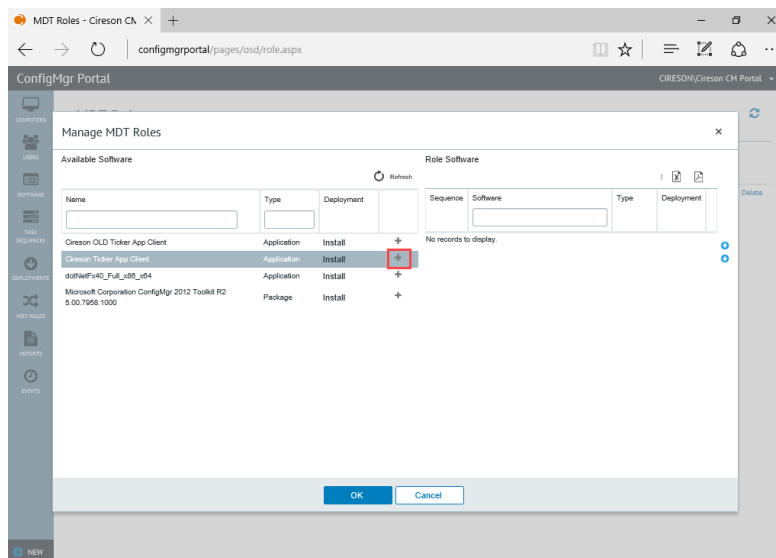 MDT Roles - Cireson CM
configmgrportal/pages/osd/role.aspx
ConfigMgr Portal
CIRESON\Cireson CM Portal
COMPUTERS
USERS
SOFTWARE
TASK
SEQUENCES
DEPLOYMENTS
MDT ROLES
REPORTS
EVENTS
NEW
Manage MDT Roles
Available Software
Refresh
Name Type Deployment
Cireson OLD Ticker App Client Application Install
Cireson Ticker App Client Application Install
dotNetFx40_Full_x86_x64 Application Install
Microsoft Corporation ConfigMgr 2012 Toolkit R2
5.00.7958.1000 Package Install
Role Software
Sequence Software Type Deployment
No records to display.
Delete
OK Cancel